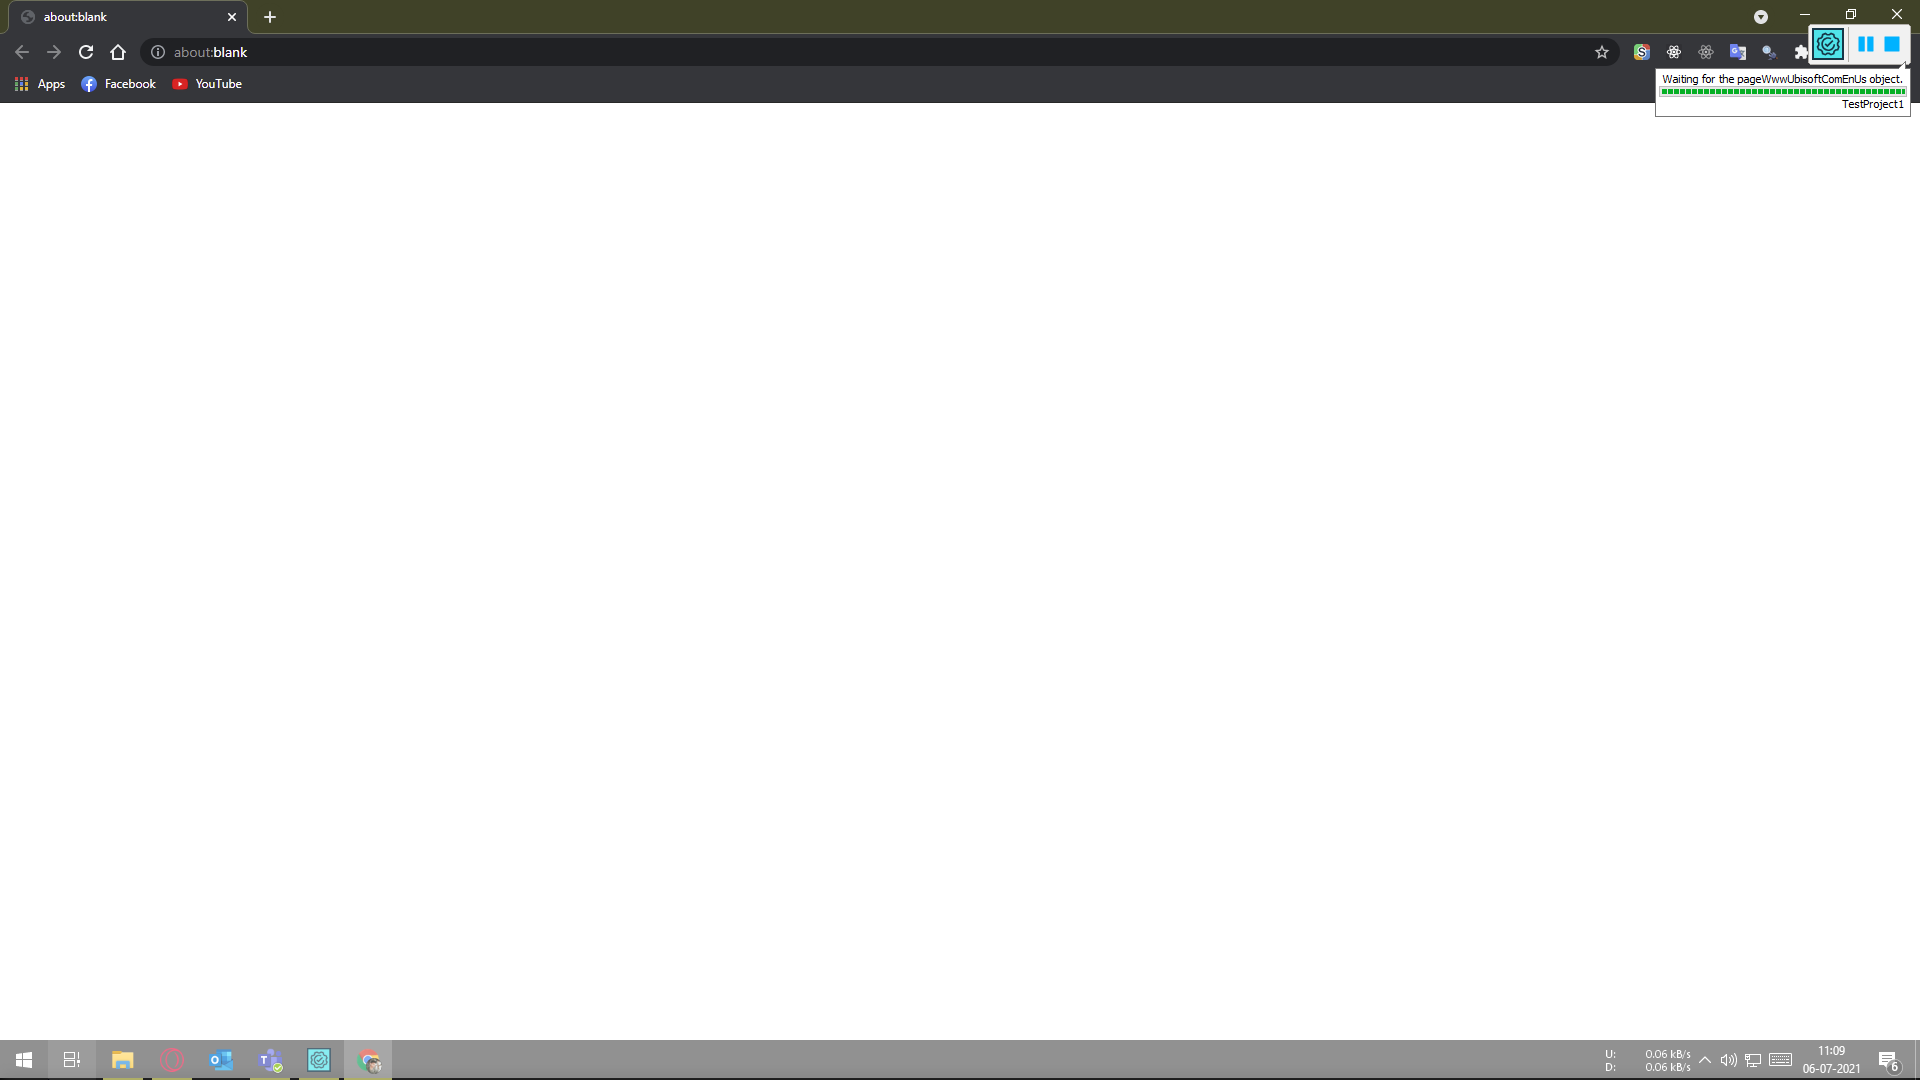 about:blank
about:blank
Apps Facebook YouTube
Waiting for the pageWwwUbisoftComEnUs object.
TestProject1
U: 0.06 kB/s
D: 0.06 kB/s
11:09
06-07-2021
6